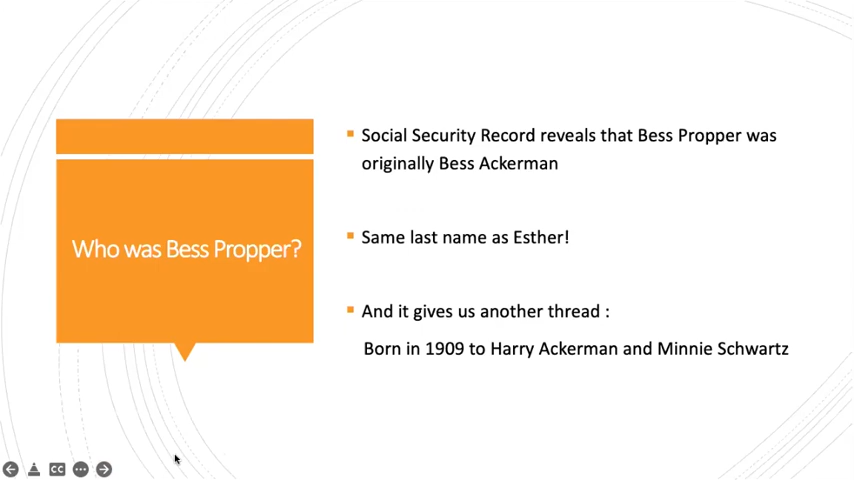 Who was Bess Propper?
Social Security Record reveals that Bess Propper was
originally Bess Ackerman
Same last name as Esther!
And it gives us another thread :
Born in 1909 to Harry Ackerman and Minnie Schwartz
CC